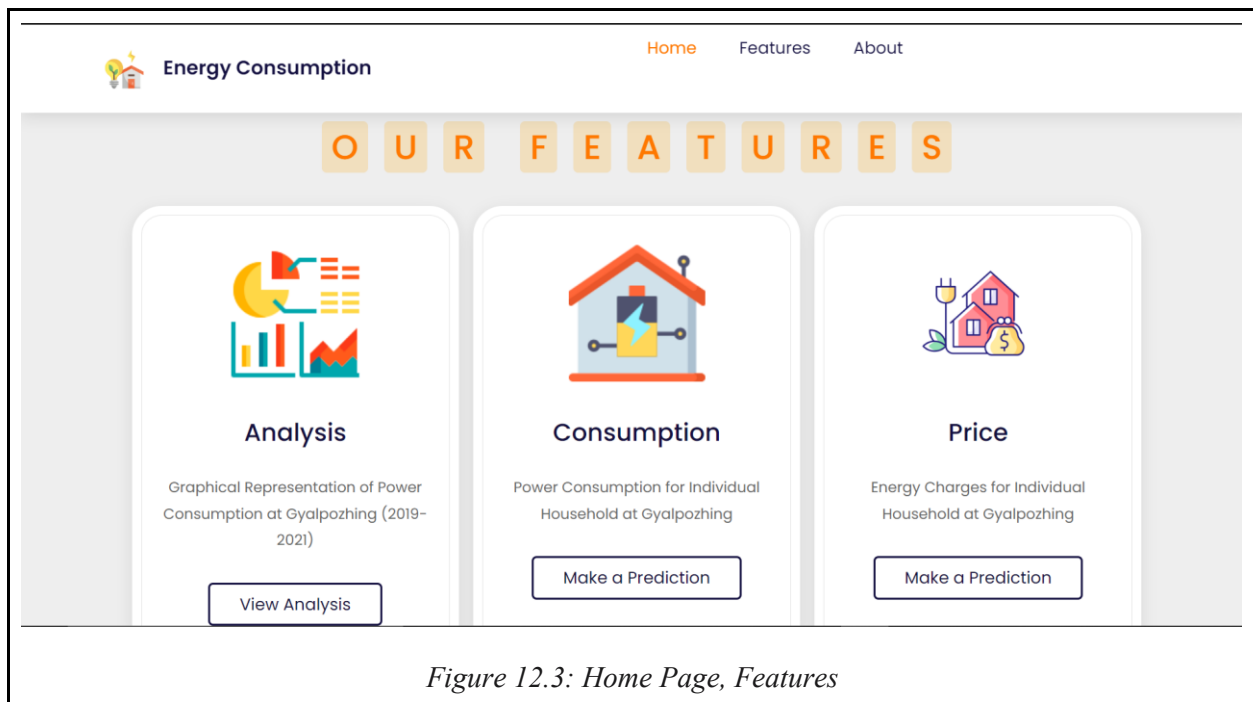 Energy Consumption
Home Features About
OUR FEATURES
Analysis
Graphical Representation of Power
Consumption at Gyalpozhing (2019-
2021)
View Analysis
Consumption
Power Consumption for Individual
Household at Gyalpozhing
Make a Prediction
Price
$
Energy Charges for Individual
Household at Gyalpozhing
Make a Prediction
Figure 12.3: Home Page, Features